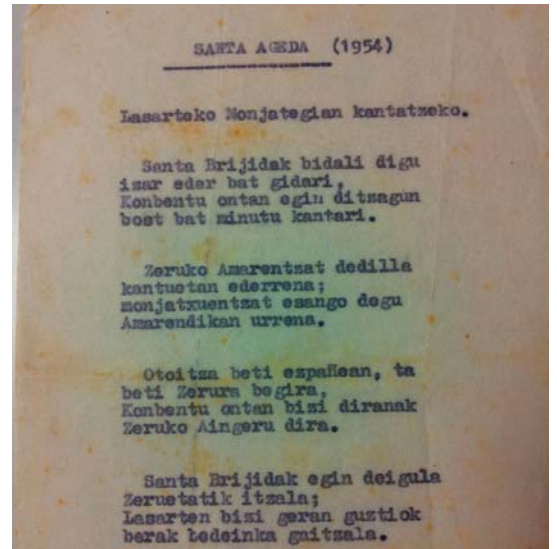 SANTA AGEDA (1954)
Lasarteko Monjategian kantatzeko.
Santa Brijidak bidali digu
izar eder bat gidari,
Konbentu ontan egin ditzagun
bost bat minutu kantari.
Zeruko Amarentzat dedilla
kantuetan ederrena;
monjatxuentzat esango degu
Amarendikan urrena.
Otoitza beti ezpañean, ta
beti Zerura begira,
Konbentu ontan bizi diranak
Zeruko Aingeru dira.
Santa Brijidak egin deigula
Zeruetatik itzala;
Lasarten bizi geran guztiok
berak bedeinka gaitzala.